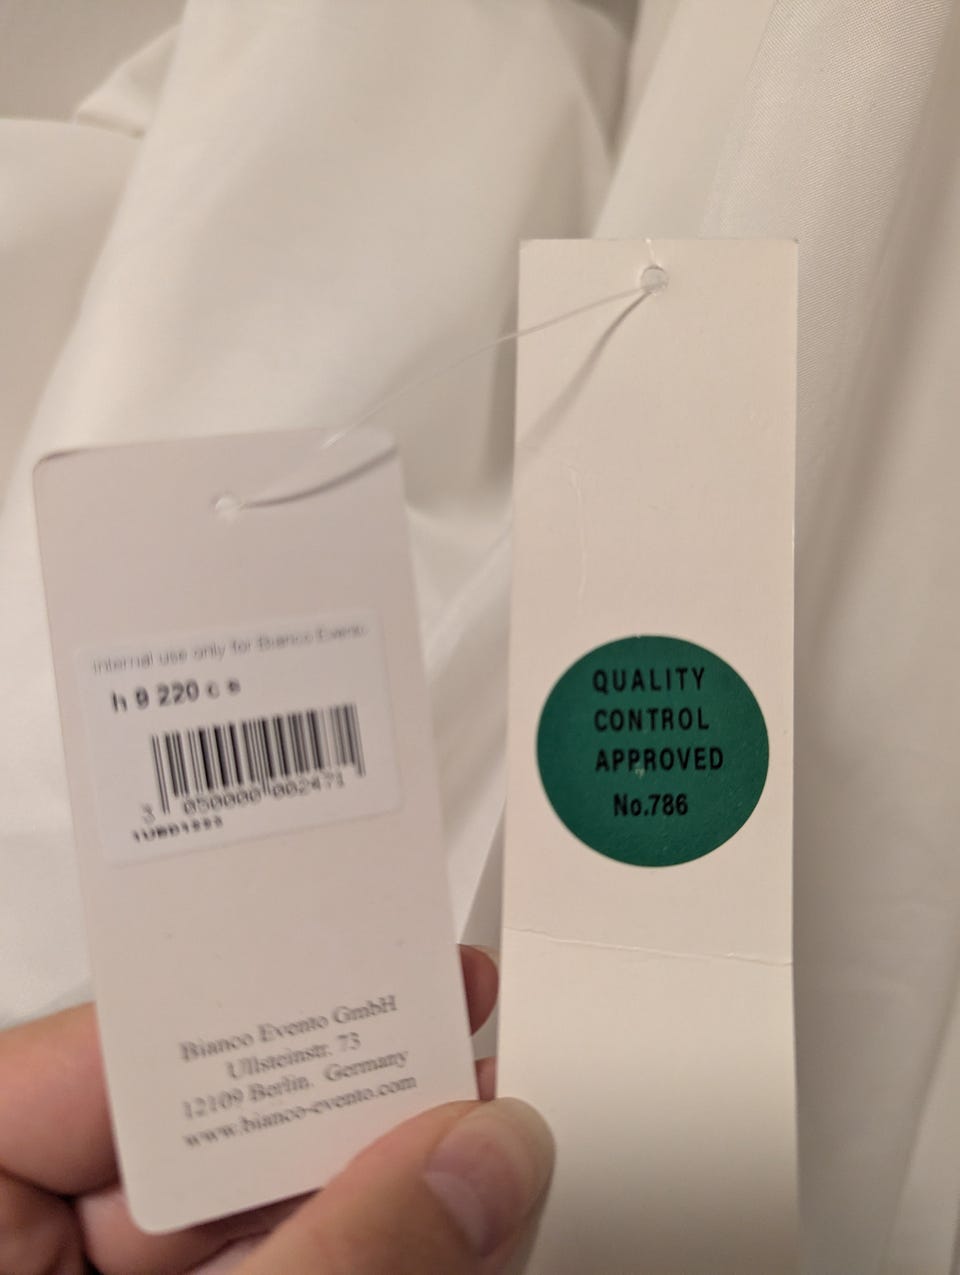 Internal use only for Bianco Evento
h 9 220 c e
3 050000 002471
Bianco Evento GmbH
Ullsteinstr. 73
12109 Berlin. Germany
www.bianco-evento.com
QUALITY
CONTROL
APPROVED
No.786